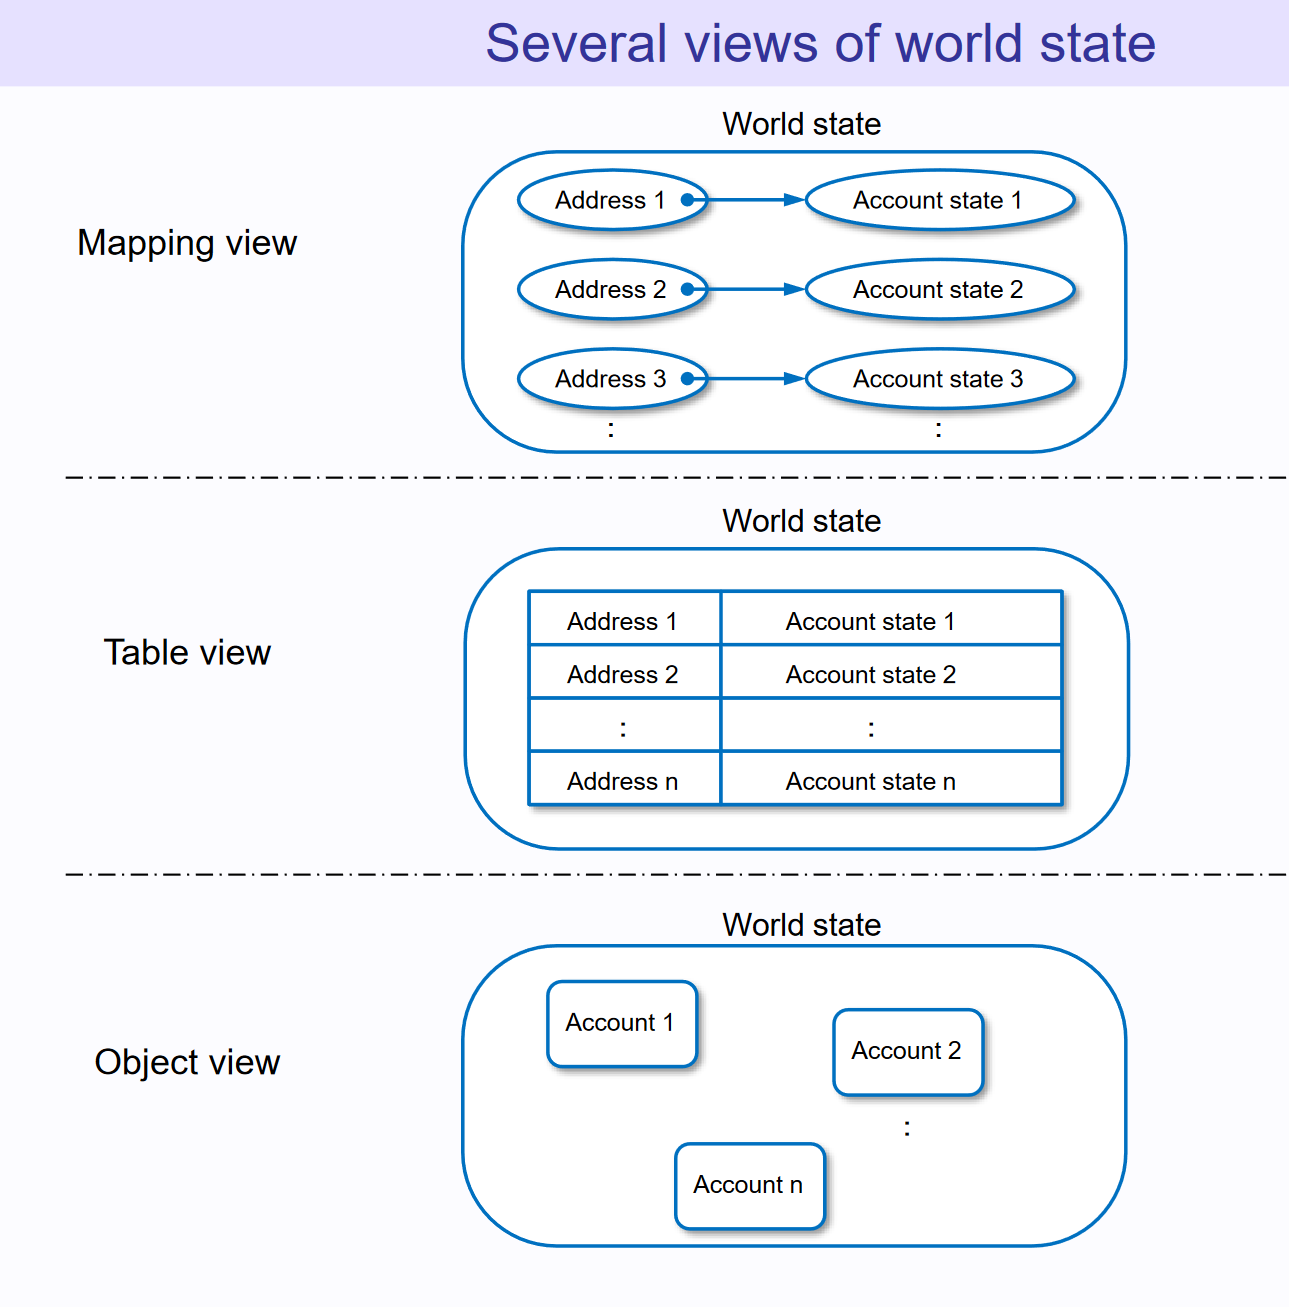 Several views of world state
World state
Mapping view
Address 1 Account state 1
Address 2 Account state 2
Address 3 Account state 3
: :
World state
Table view
Address 1 Account state 1
Address 2 Account state 2
: :
Address n Account state n
World state
Object view
Account 1
Account 2
:
Account n